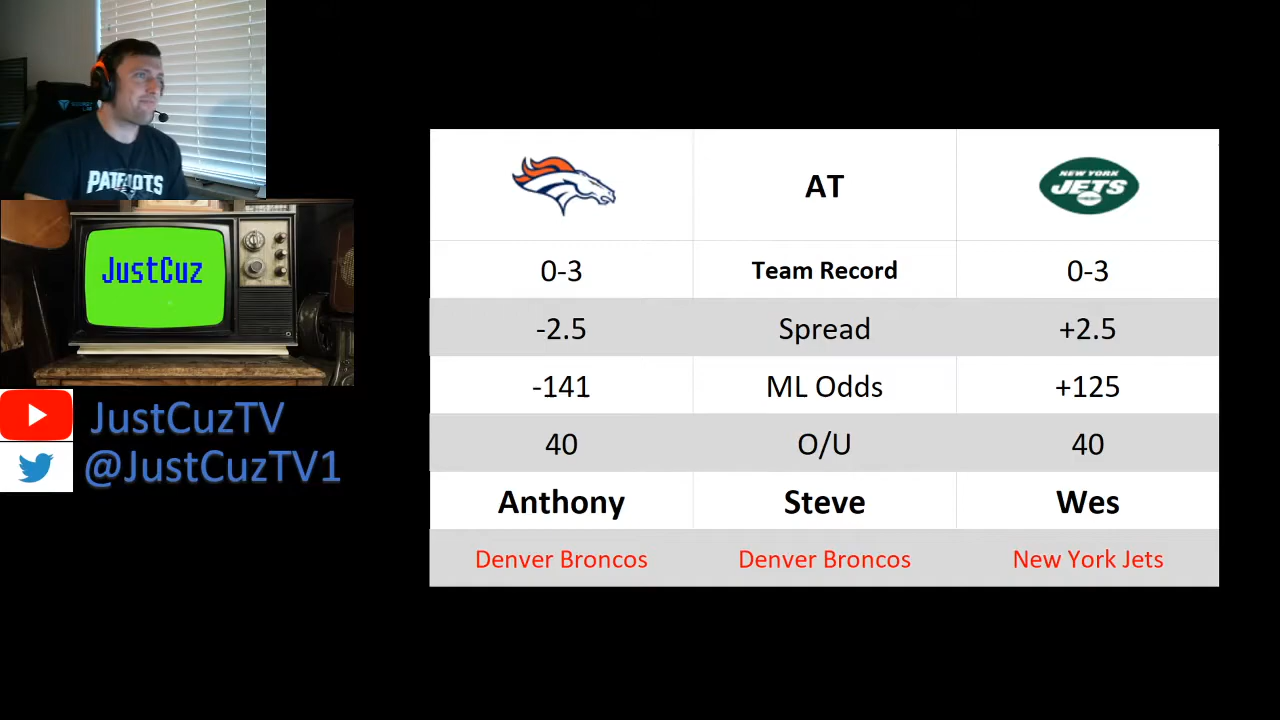 PATRIOTS
JustCuz
JustCuzTV
@JustCuzTV1
AT
NEW YORK
JETS
0-3 Team Record 0-3
-2.5 Spread +2.5
-141 ML Odds +125
40 O/U 40
Anthony Steve Wes
Denver Broncos Denver Broncos New York Jets